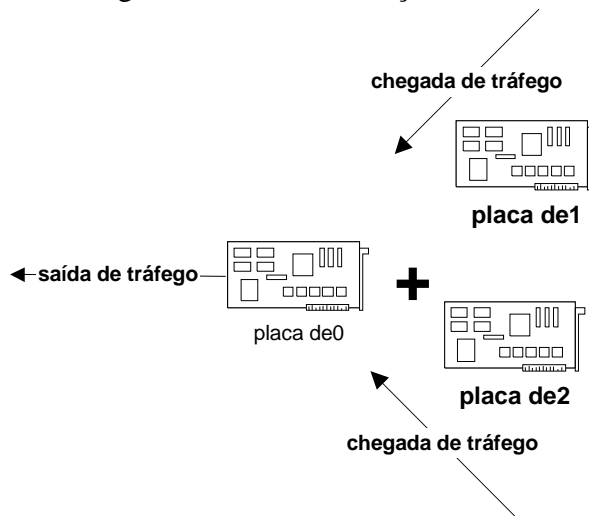 chegada de tráfego
placa de1
saída de tráfego
+
placa de0
placa de2
chegada de tráfego